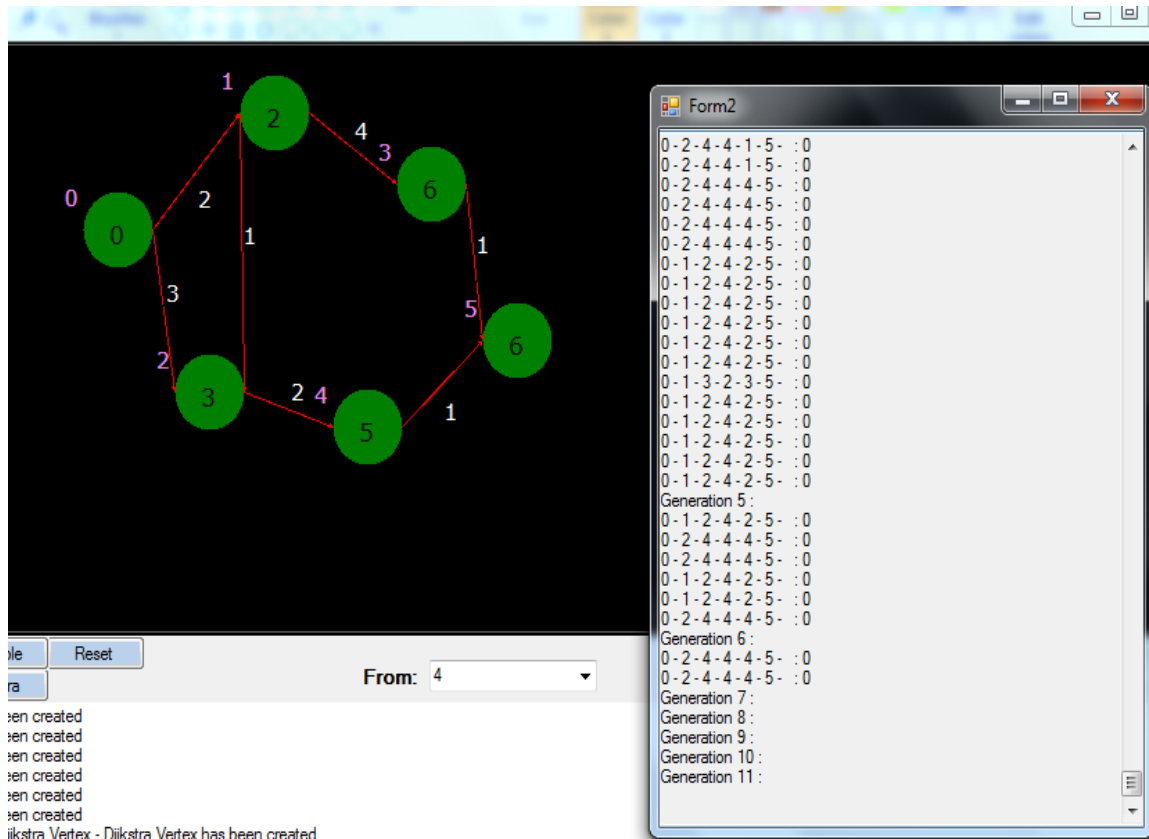 1
2
4
3
6
0
0
2
1
1
3
5
6
2
3
2
4
5
1
Form2
0 - 2 - 4 - 4 - 1 - 5 -   : 0
0 - 2 - 4 - 4 - 1 - 5 -   : 0
0 - 2 - 4 - 4 - 4 - 5 -   : 0
0 - 2 - 4 - 4 - 4 - 5 -   : 0
0 - 2 - 4 - 4 - 4 - 5 -   : 0
0 - 2 - 4 - 4 - 4 - 5 -   : 0
0 - 1 - 2 - 4 - 2 - 5 -   : 0
0 - 1 - 2 - 4 - 2 - 5 -   : 0
0 - 1 - 2 - 4 - 2 - 5 -   : 0
0 - 1 - 2 - 4 - 2 - 5 -   : 0
0 - 1 - 2 - 4 - 2 - 5 -   : 0
0 - 1 - 2 - 4 - 2 - 5 -   : 0
0 - 1 - 3 - 2 - 3 - 5 -   : 0
0 - 1 - 2 - 4 - 2 - 5 -   : 0
0 - 1 - 2 - 4 - 2 - 5 -   : 0
0 - 1 - 2 - 4 - 2 - 5 -   : 0
0 - 1 - 2 - 4 - 2 - 5 -   : 0
0 - 1 - 2 - 4 - 2 - 5 -   : 0
Generation 5 :
0 - 1 - 2 - 4 - 2 - 5 -   : 0
0 - 2 - 4 - 4 - 4 - 5 -   : 0
0 - 2 - 4 - 4 - 4 - 5 -   : 0
0 - 1 - 2 - 4 - 2 - 5 -   : 0
0 - 1 - 2 - 4 - 2 - 5 -   : 0
0 - 2 - 4 - 4 - 4 - 5 -   : 0
Generation 6 :
0 - 2 - 4 - 4 - 4 - 5 -   : 0
0 - 2 - 4 - 4 - 4 - 5 -   : 0
Generation 7 :
Generation 8 :
Generation 9 :
Generation 10 :
Generation 11 :
Reset
From: 4
een created
een created
een created
een created
een created
een created
ijkstra Vertex - Dijkstra Vertex has been created